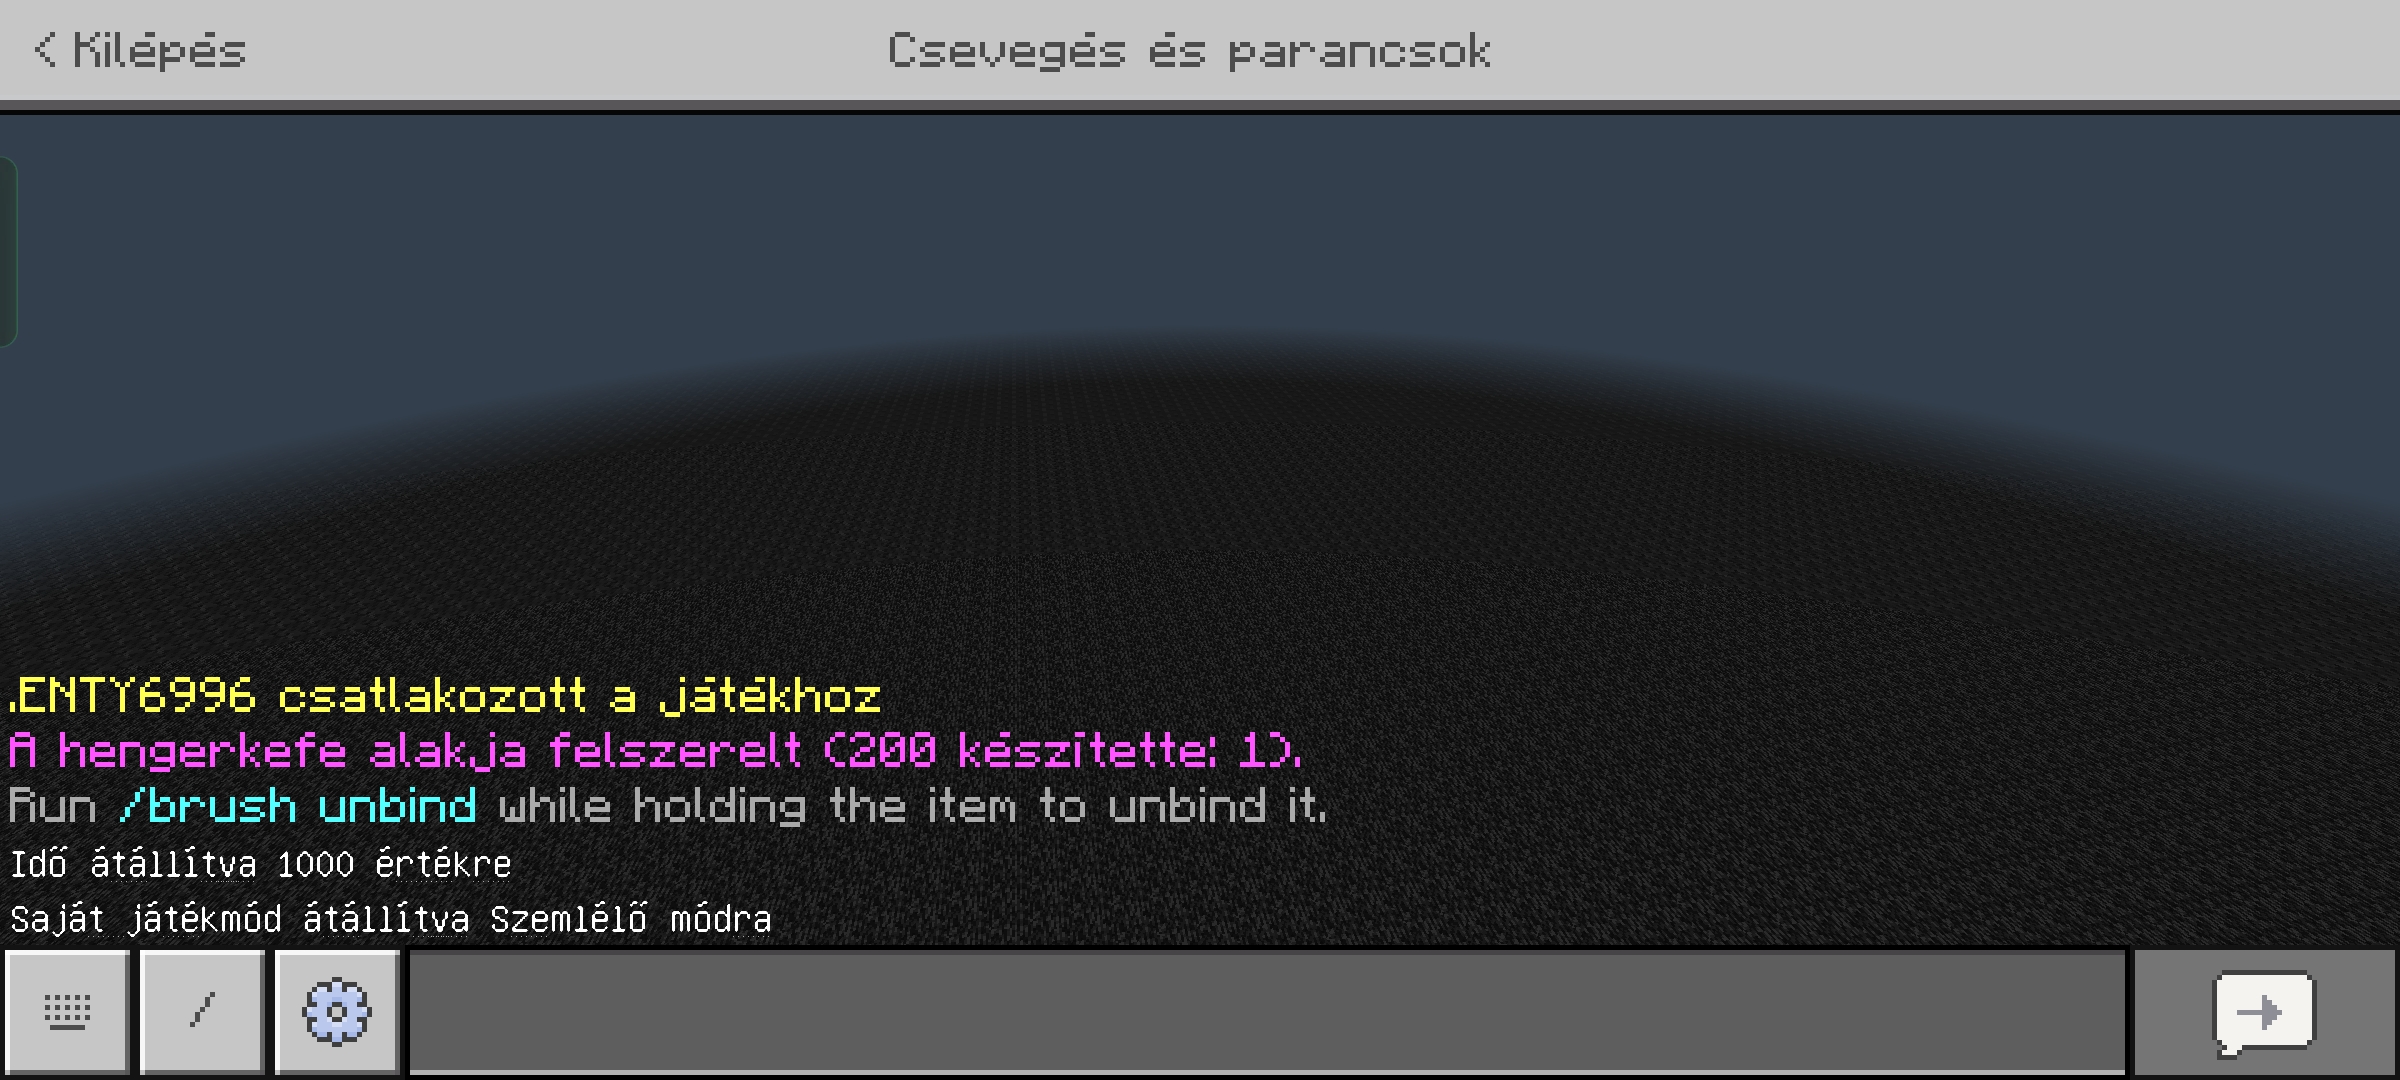 < Kilépés
Csevegés és parancsok
.ENTY6996 csatlakozott a játékhoz
A hengerkefe alakja felszerelt (200 készítette: 1).
Run /brush unbind while holding the item to unbind it.
Idő átállítva 1000 értékre
Saját játékmód átállítva Szemlélő módra
/